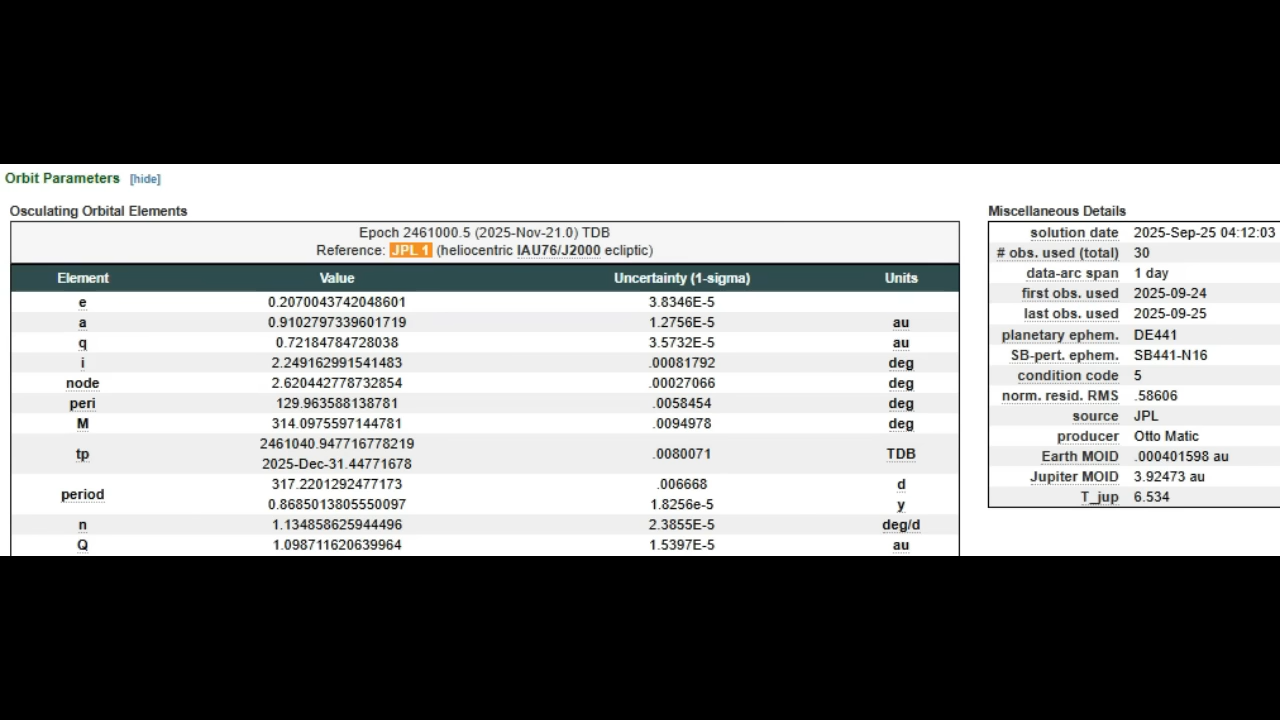 Orbit Parameters [hide]
Osculating Orbital Elements
Epoch 2461000.5 (2025-Nov-21.0) TDB
Reference: JPL 1 (heliocentric IAU76/J2000 ecliptic)
Element Value Uncertainty (1-sigma) Units
e 0.2070043742048601 3.8346E-5
a 0.9102797339601719 1.2756E-5 au
q 0.72184784728038 3.5732E-5 au
i 2.249162991541483 .00081792 deg
node 2.620442778732854 .00027066 deg
peri 129.963588138781 .0058454 deg
M 314.0975597144781 .0094978 deg
tp 2461040.947716778219 .0080071 TDB
2025-Dec-31.44771678
period 317.2201292477173 .006668 d
0.8685013805550097 1.8256e-5 y
n 1.134858625944496 2.3855E-5 deg/d
Q 1.098711620639964 1.5397E-5 au
Miscellaneous Details
solution date 2025-Sep-25 04:12:03
# obs. used (total) 30
data-arc span 1 day
first obs. used 2025-09-24
last obs. used 2025-09-25
planetary ephem. DE441
SB-pert. ephem. SB441-N16
condition code 5
norm. resid. RMS .58606
source JPL
producer Otto Matic
Earth MOID .000401598 au
Jupiter MOID 3.92473 au
T_jup 6.534